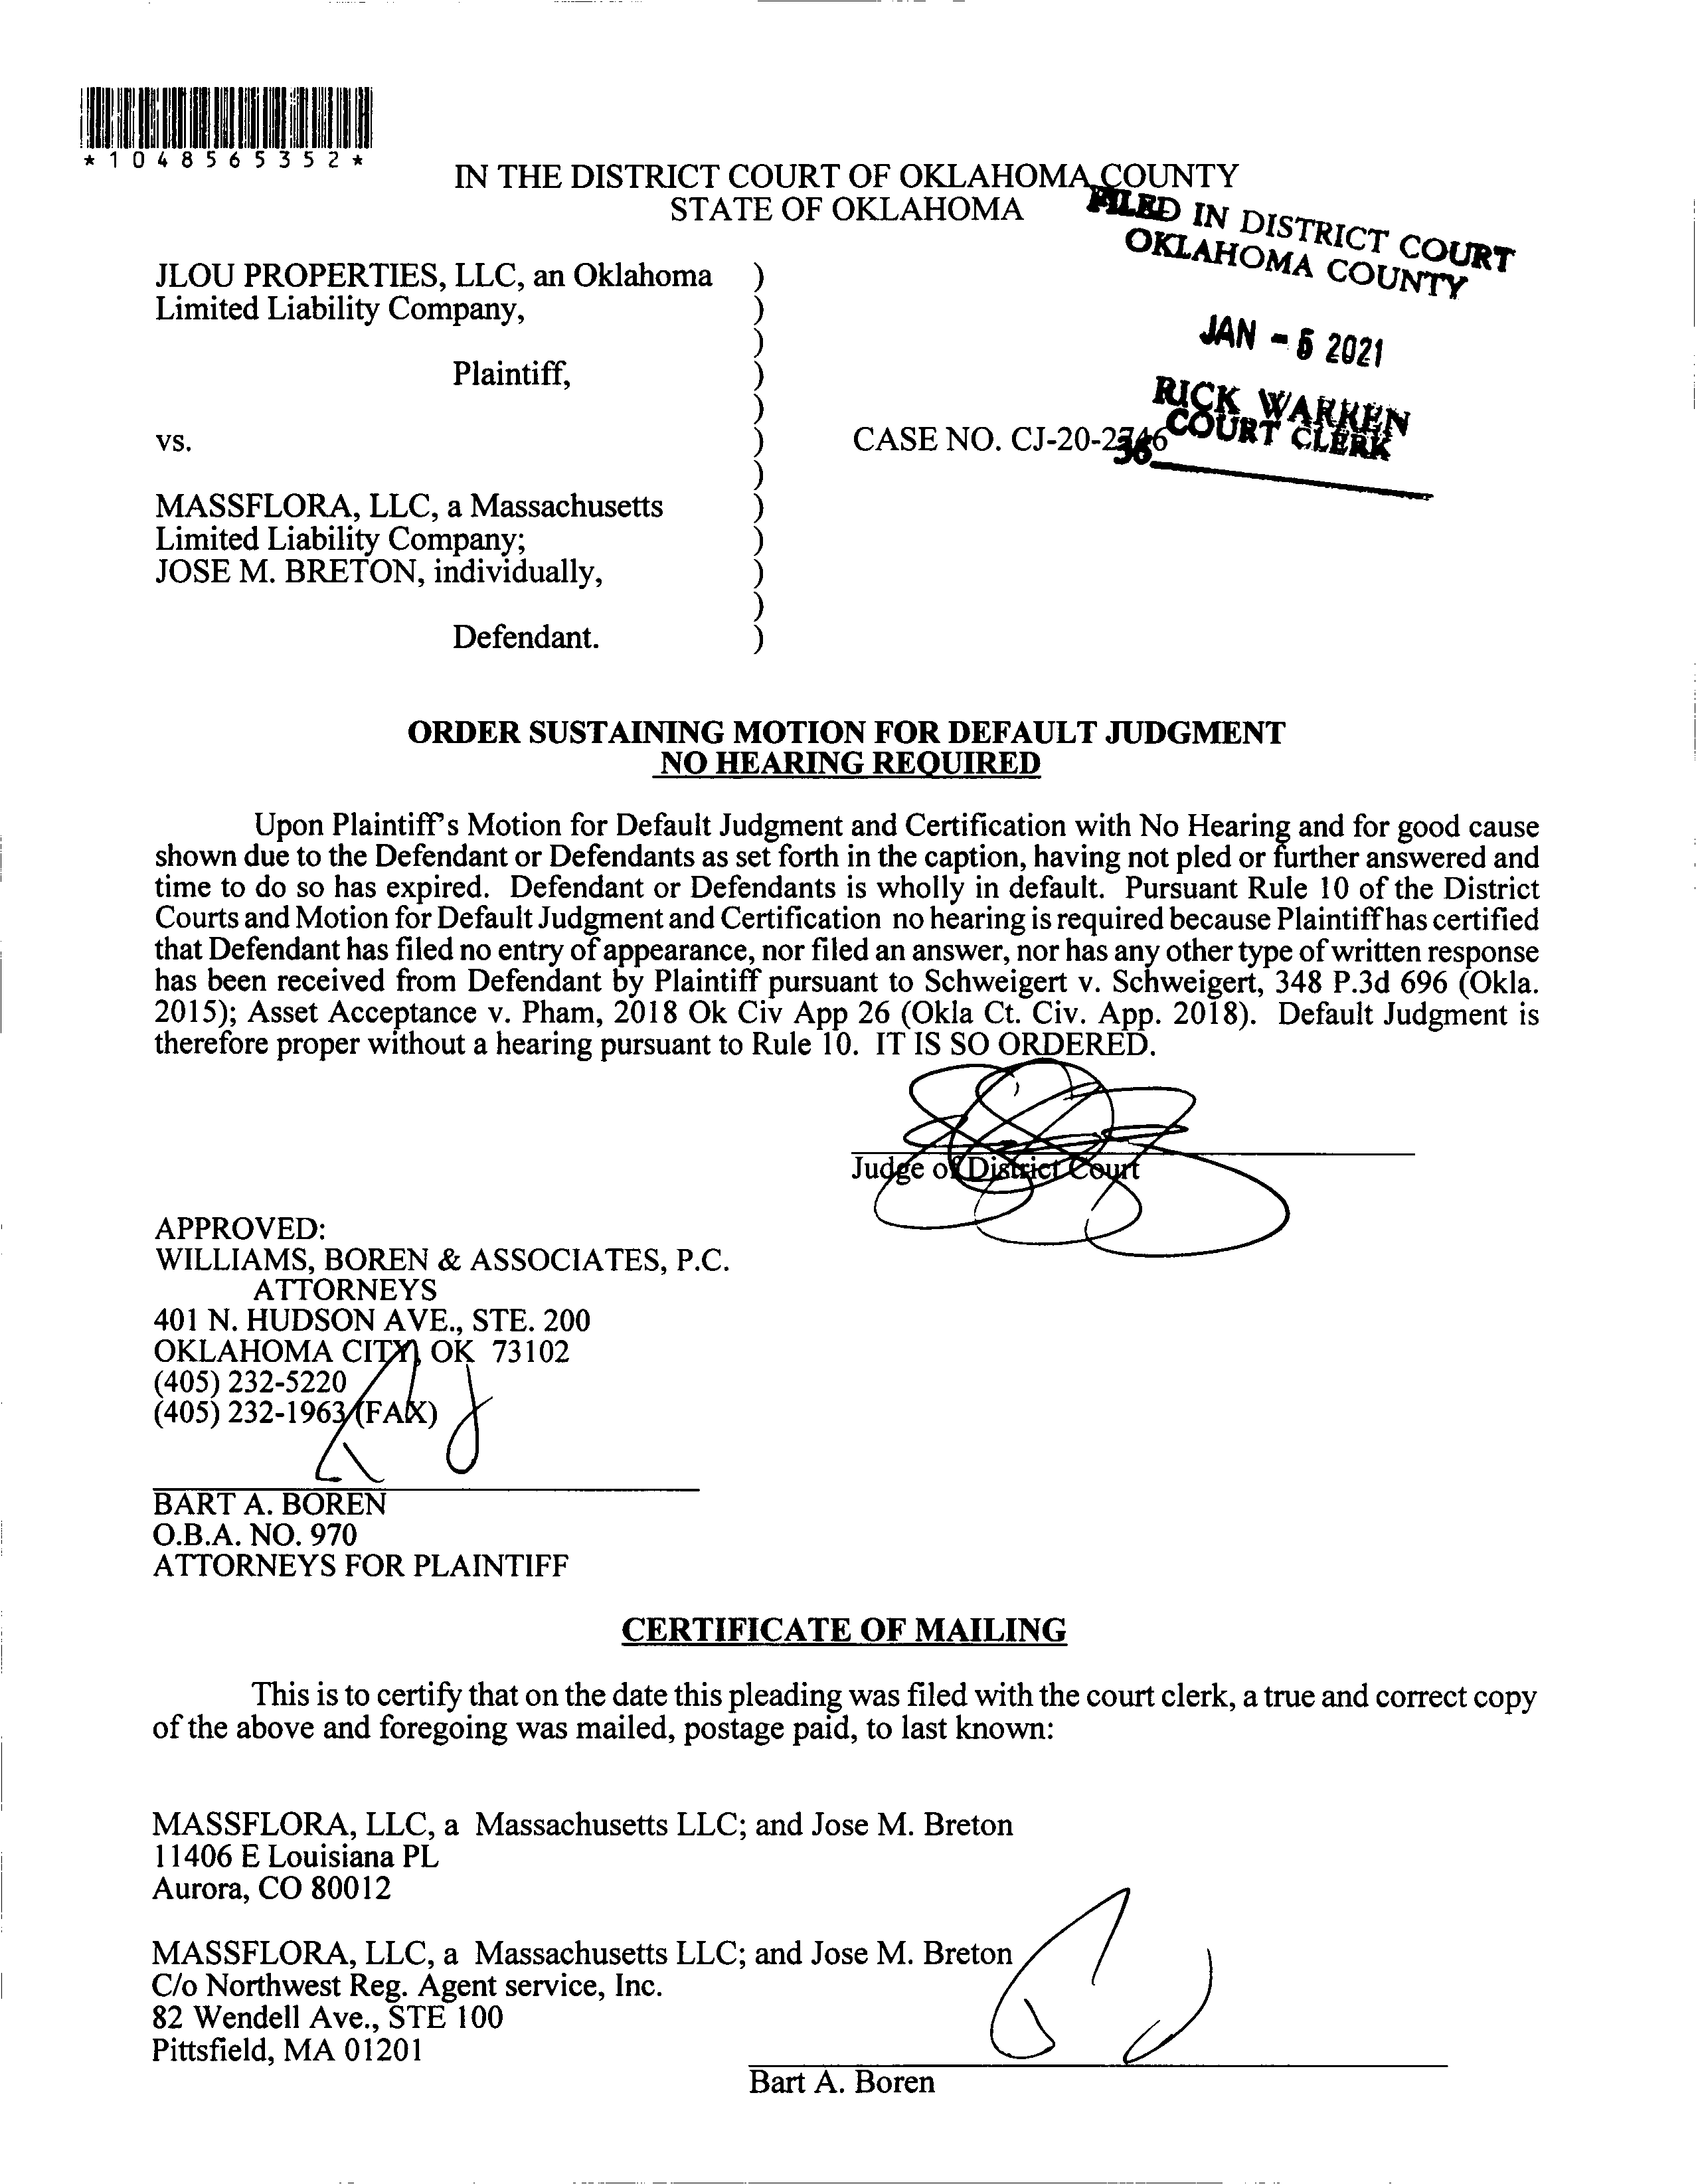 *1048565352*
IN THE DISTRICT COURT OF OKLAHOMA COUNTY
STATE OF OKLAHOMA
FILED IN DISTRICT COURT
OKLAHOMA COUNTY
JAN - 5 2021
RICK WARREN
COURT CLERK
36
JLOU PROPERTIES, LLC, an Oklahoma )
Limited Liability Company, )
)
Plaintiff, )
)
vs. ) CASE NO. CJ-20-2746
)
MASSFLORA, LLC, a Massachusetts )
Limited Liability Company; )
JOSE M. BRETON, individually, )
)
Defendant. )
ORDER SUSTAINING MOTION FOR DEFAULT JUDGMENT
NO HEARING REQUIRED
Upon Plaintiff's Motion for Default Judgment and Certification with No Hearing and for good cause
shown due to the Defendant or Defendants as set forth in the caption, having not pled or further answered and
time to do so has expired. Defendant or Defendants is wholly in default. Pursuant Rule 10 of the District
Courts and Motion for Default Judgment and Certification no hearing is required because Plaintiff has certified
that Defendant has filed no entry of appearance, nor filed an answer, nor has any other type of written response
has been received from Defendant by Plaintiff pursuant to Schweigert v. Schweigert, 348 P.3d 696 (Okla.
2015); Asset Acceptance v. Pham, 2018 Ok Civ App 26 (Okla Ct. Civ. App. 2018). Default Judgment is
therefore proper without a hearing pursuant to Rule 10. IT IS SO ORDERED.
Judge of District Court
APPROVED:
WILLIAMS, BOREN & ASSOCIATES, P.C.
ATTORNEYS
401 N. HUDSON AVE., STE. 200
OKLAHOMA CITY, OK 73102
(405) 232-5220
(405) 232-1963 (FAX)
BART A. BOREN
O.B.A. NO. 970
ATTORNEYS FOR PLAINTIFF
CERTIFICATE OF MAILING
This is to certify that on the date this pleading was filed with the court clerk, a true and correct copy
of the above and foregoing was mailed, postage paid, to last known:
MASSFLORA, LLC, a Massachusetts LLC; and Jose M. Breton
11406 E Louisiana PL
Aurora, CO 80012
MASSFLORA, LLC, a Massachusetts LLC; and Jose M. Breton
C/o Northwest Reg. Agent service, Inc.
82 Wendell Ave., STE 100
Pittsfield, MA 01201
Bart A. Boren